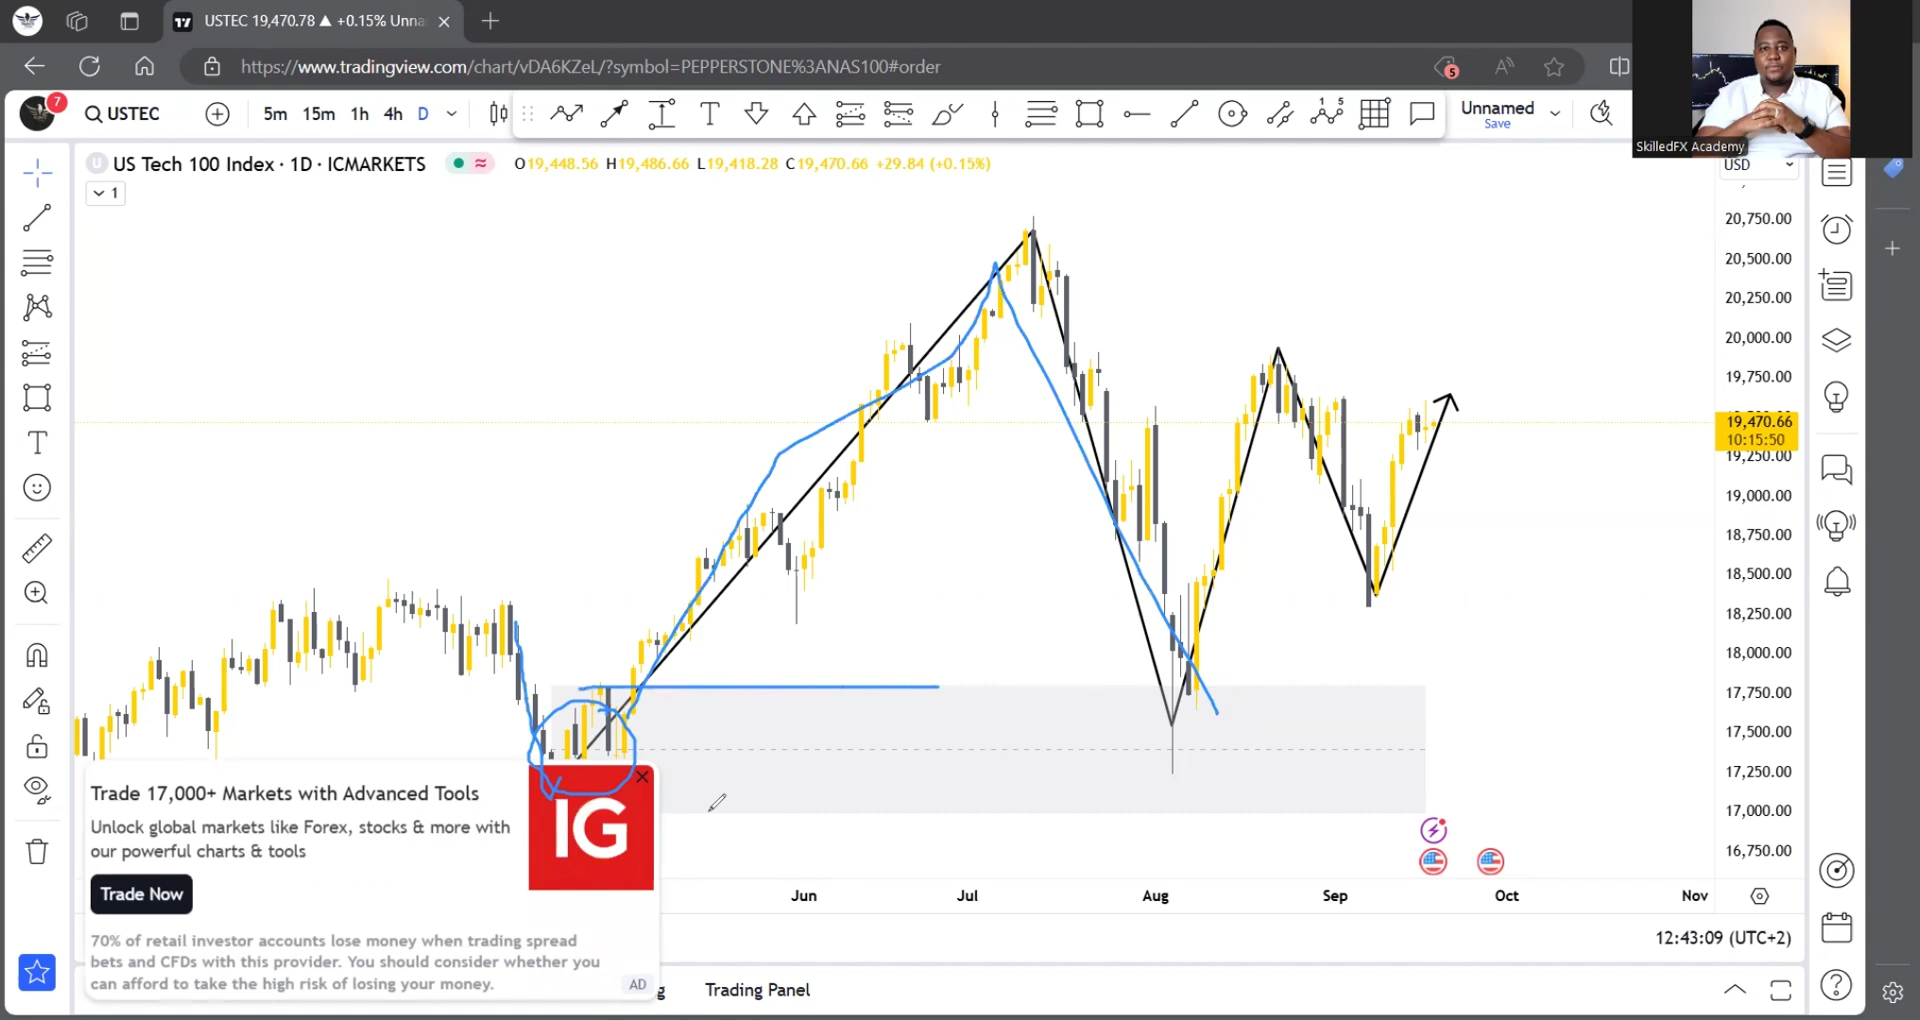 USTEC 19,470.78 ▲ +0.15% Unna
https://www.tradingview.com/chart/vDA6KZeL/?symbol=PEPPERSTONE%3ANAS100#order
5
7
USTEC
5m 15m 1h 4h D
T
1 5
Unnamed
Save
SkilledFX Academy
U US Tech 100 Index · 1D · ICMARKETS
O19,448.56 H19,486.66 L19,418.28 C19,470.66 +29.84 (+0.15%)
USD
1
20,750.00
20,500.00
20,250.00
20,000.00
19,750.00
19,470.66
10:15:50
19,250.00
19,000.00
18,750.00
18,500.00
18,250.00
18,000.00
17,750.00
17,500.00
17,250.00
17,000.00
16,750.00
T
Trade 17,000+ Markets with Advanced Tools
Unlock global markets like Forex, stocks & more with
our powerful charts & tools
Trade Now
IG
70% of retail investor accounts lose money when trading spread
bets and CFDs with this provider. You should consider whether you
can afford to take the high risk of losing your money.
AD
Jun Jul Aug Sep Oct Nov
12:43:09 (UTC+2)
g
Trading Panel